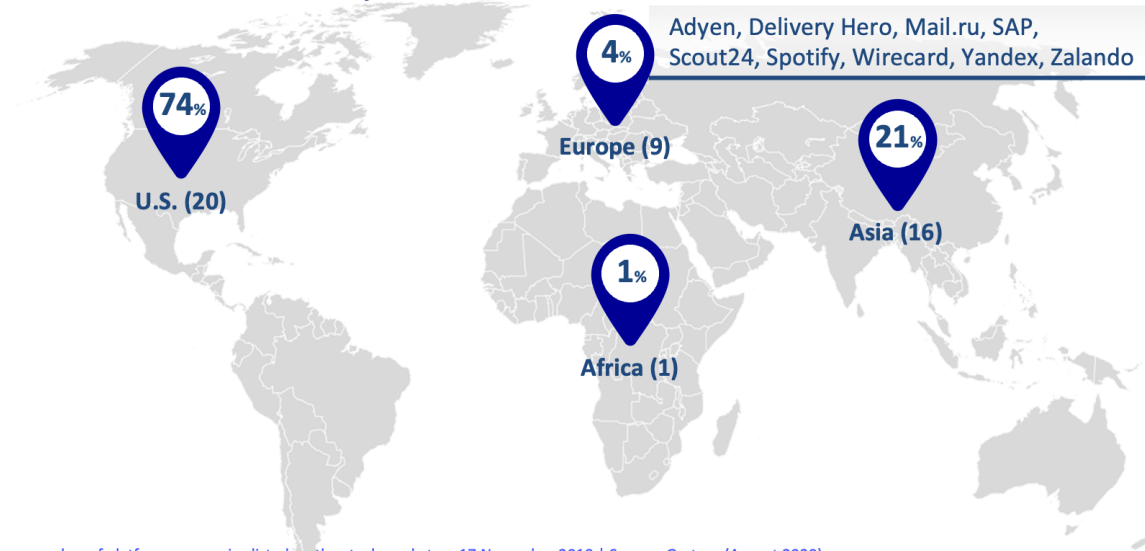 Adyen, Delivery Hero, Mail.ru, SAP,
Scout24, Spotify, Wirecard, Yandex, Zalando
4%
Europe (9)
74%
U.S. (20)
21%
Asia (16)
1%
Africa (1)